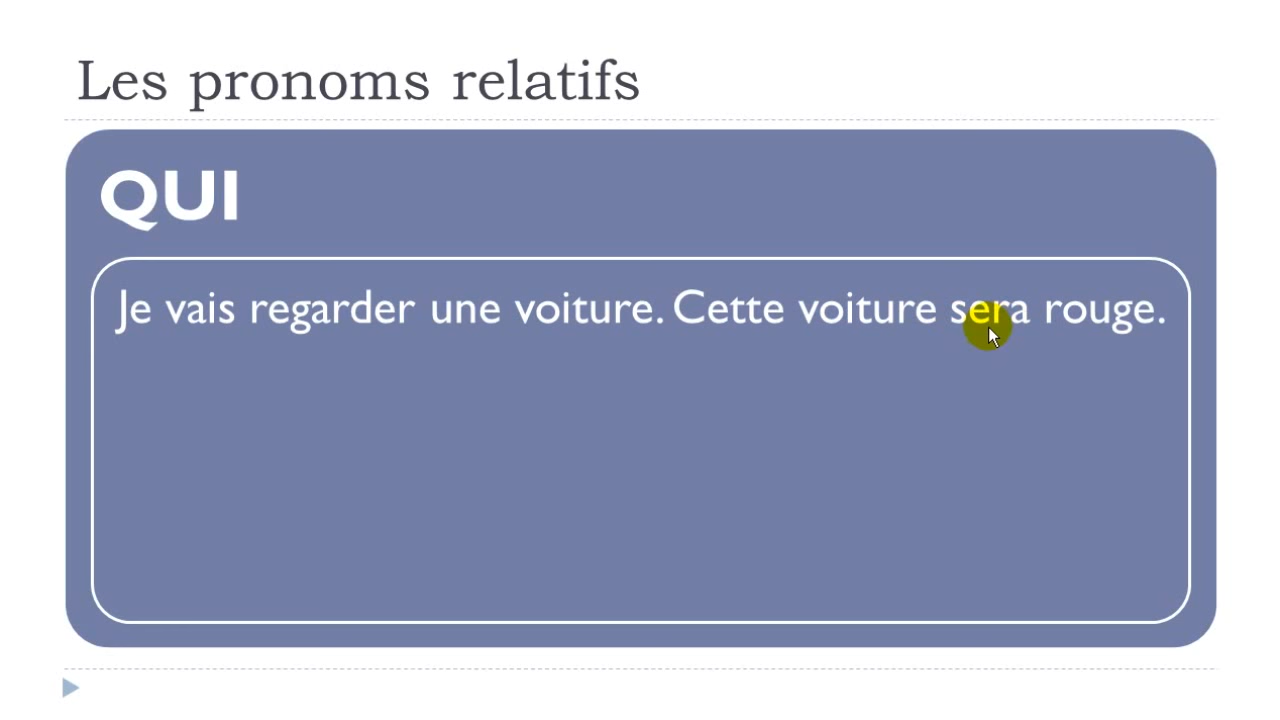 Les pronoms relatifs
QUI
Je vais regarder une voiture. Cette voiture sera rouge.